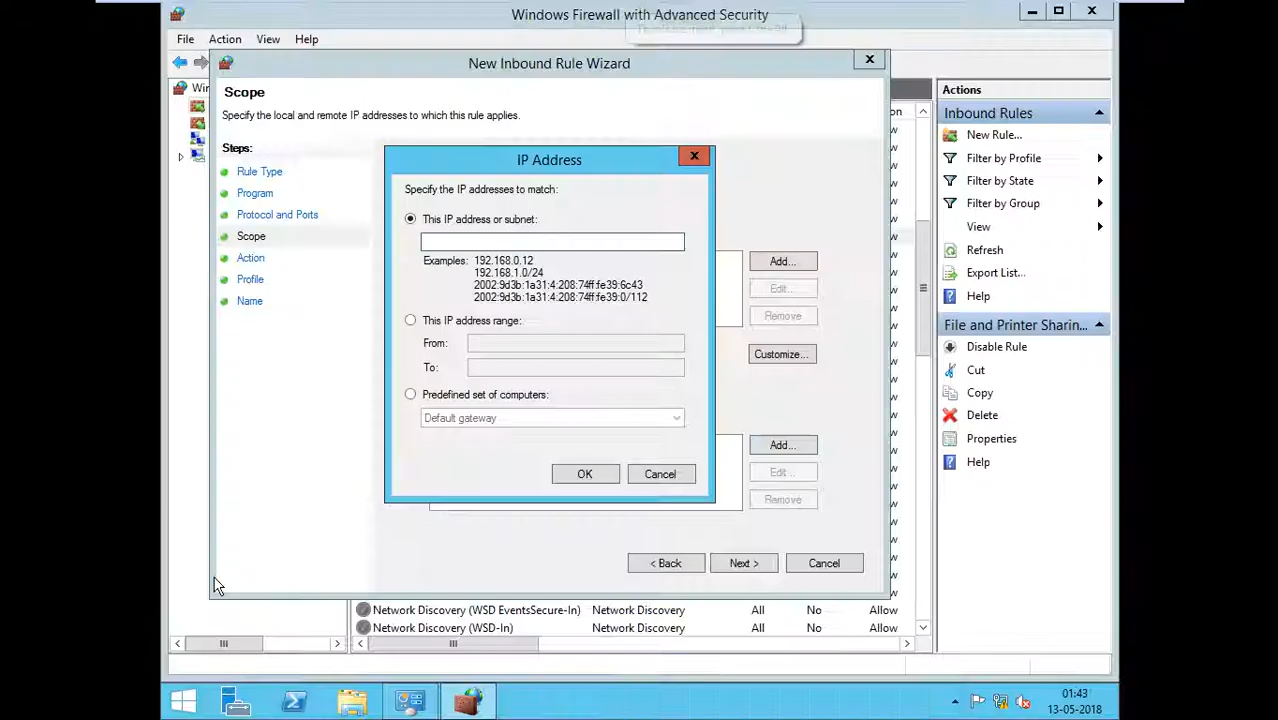 Windows Firewall with Advanced Security
File Action View Help
New Inbound Rule Wizard
Scope
Specify the local and remote IP addresses to which this rule applies.
Steps:
Rule Type
Program
Protocol and Ports
Scope
Action
Profile
Name
IP Address
Specify the IP addresses to match:
This IP address or subnet:
Examples: 192.168.0.12
192.168.1.0/24
2002:9d3b:1a31:4:208:74ff:fe39:6c43
2002:9d3b:1a31:4:208:74ff:fe39:0/112
This IP address range:
From:
To:
Predefined set of computers:
Default gateway
OK Cancel
Add...
Edit...
Remove
Customize...
Add...
Edit...
Remove
< Back Next > Cancel
Network Discovery (WSD EventsSecure-In) Network Discovery All No Allow
Network Discovery (WSD-In) Network Discovery All No Allow
Actions
Inbound Rules
New Rule...
Filter by Profile
Filter by State
Filter by Group
View
Refresh
Export List...
Help
File and Printer Sharin...
Disable Rule
Cut
Copy
Delete
Properties
Help
01:43
13-05-2018